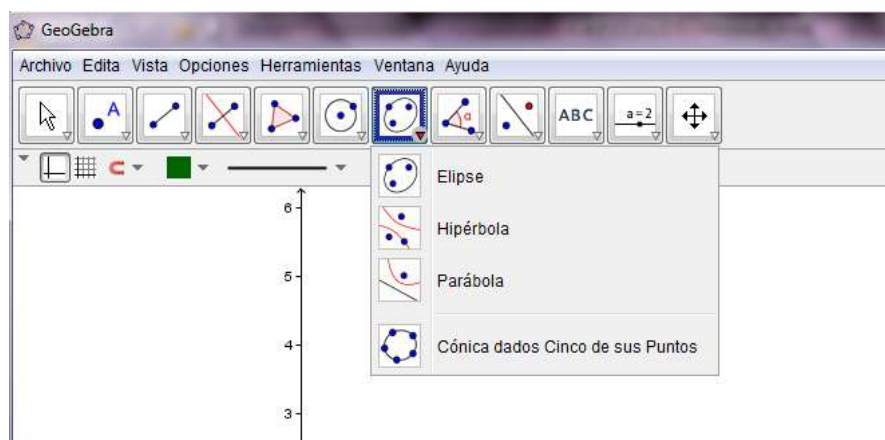 GeoGebra
Archivo Edita Vista Opciones Herramientas Ventana Ayuda
A
α
ABC
a=2
Elipse
Hipérbola
Parábola
Cónica dados Cinco de sus Puntos
6
5
4
3